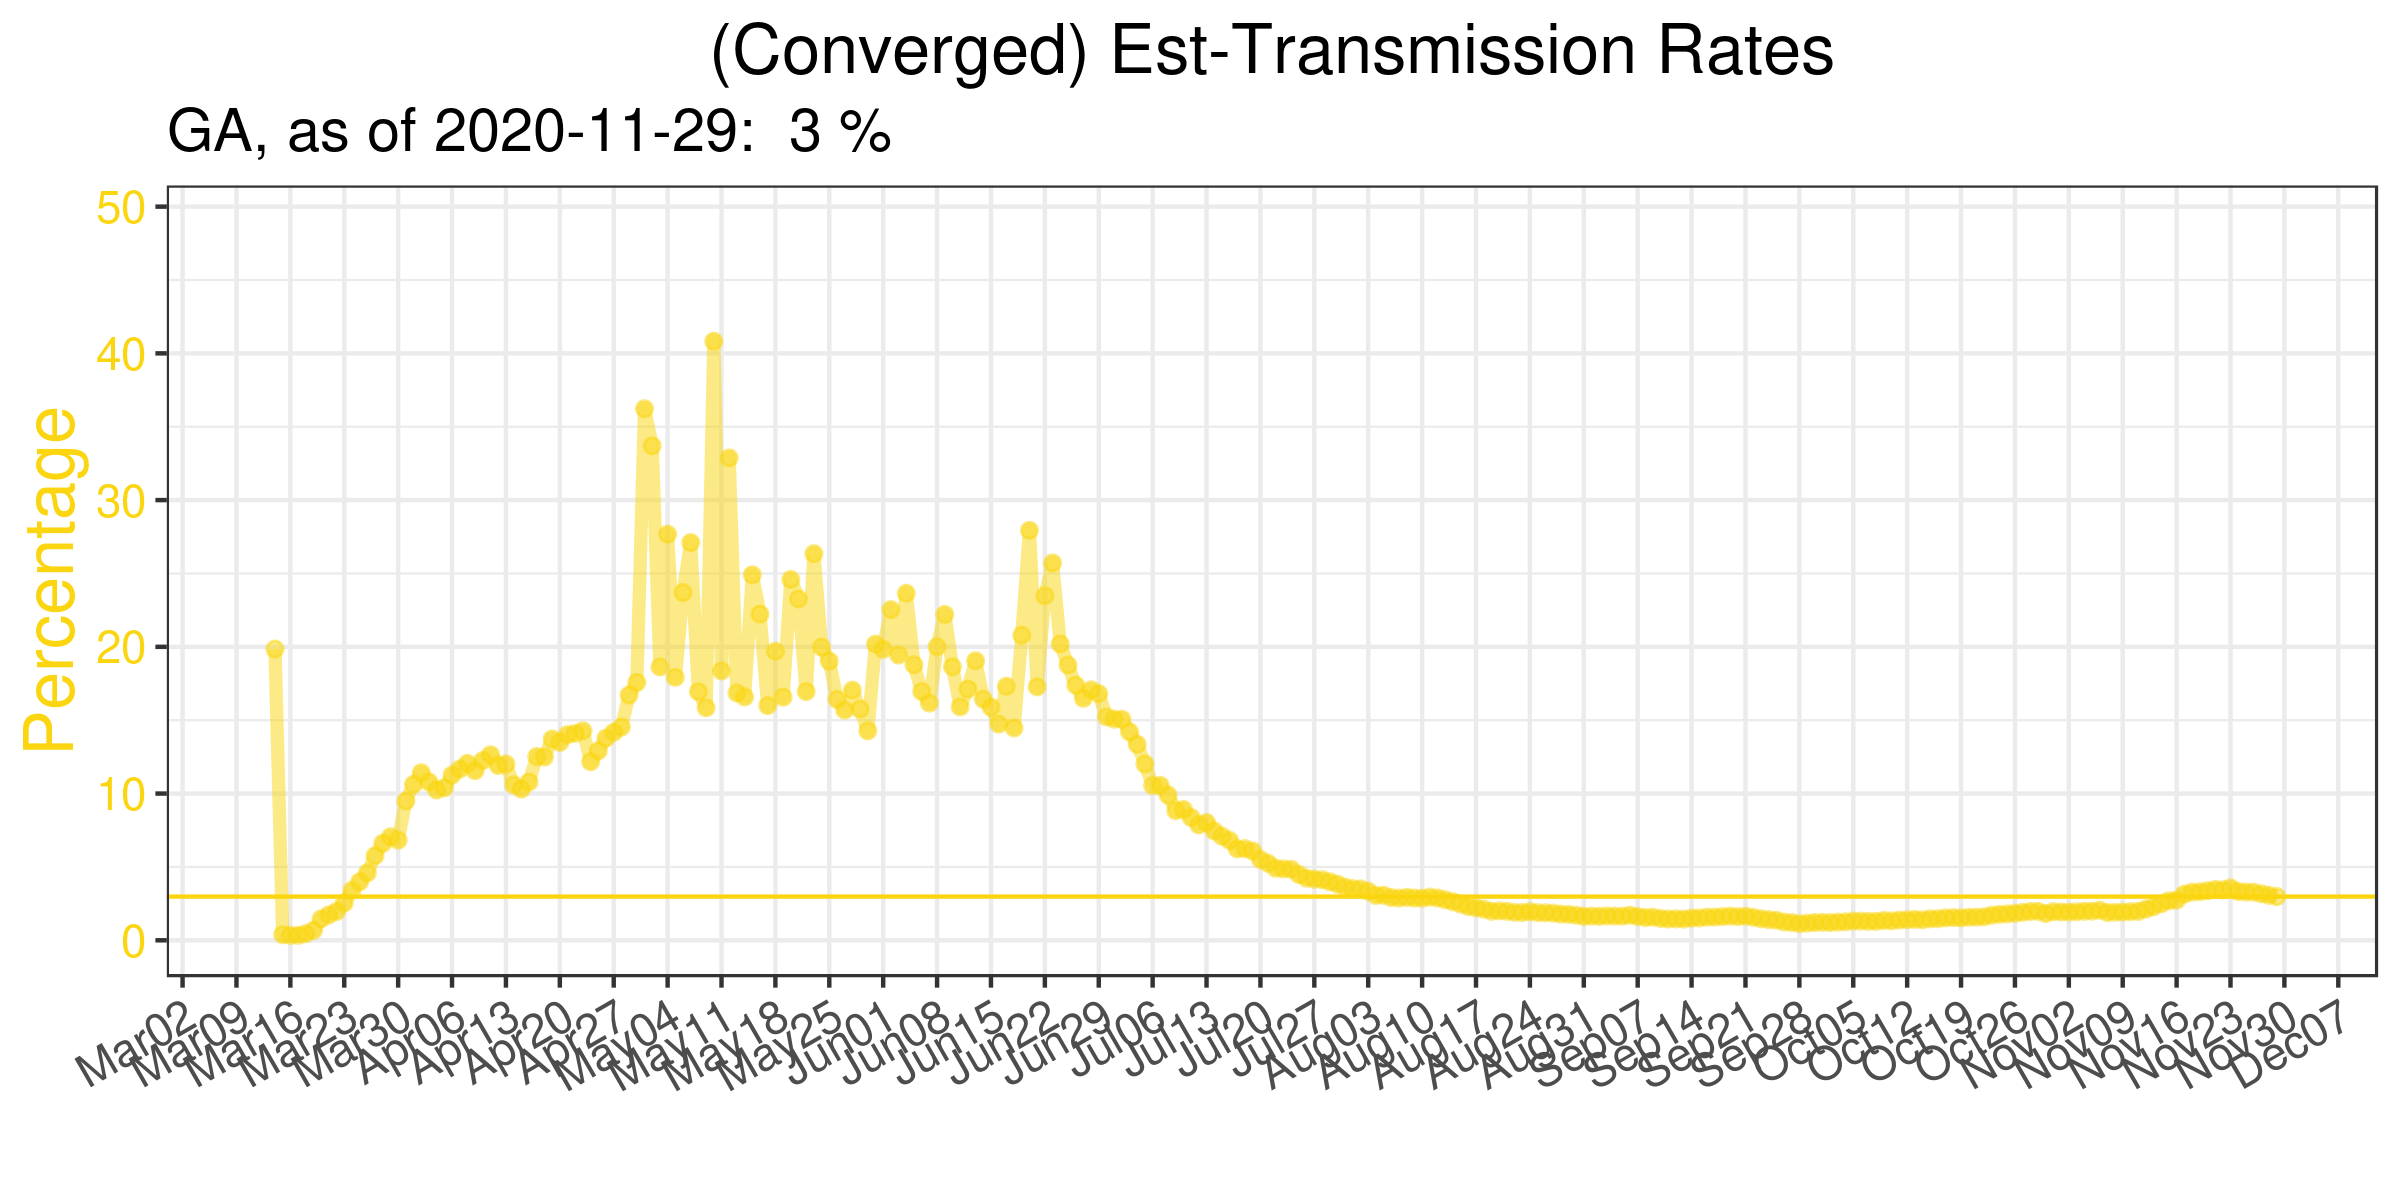 (Converged) Est-Transmission Rates
GA, as of 2020-11-29:  3 %
Percentage
50
40
30
20
10
0
Mar02
Mar09
Mar16
Mar23
Mar30
Apr06
Apr13
Apr20
Apr27
May04
May11
May18
May25
Jun01
Jun08
Jun15
Jun22
Jun29
Jul06
Jul13
Jul20
Jul27
Aug03
Aug10
Aug17
Aug24
Aug31
Sep07
Sep14
Sep21
Sep28
Oct05
Oct12
Oct19
Oct26
Nov02
Nov09
Nov16
Nov23
Nov30
Dec07